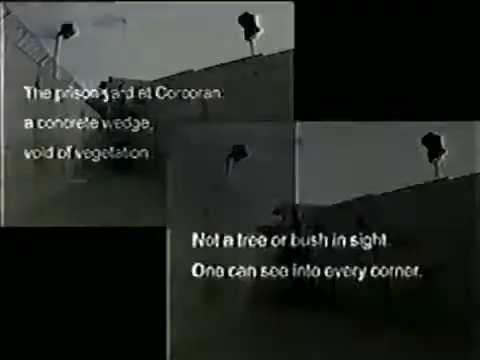 The prison yard at Corcoran:
a concrete wedge,
void of vegetation.
Not a tree or bush in sight.
One can see into every corner.